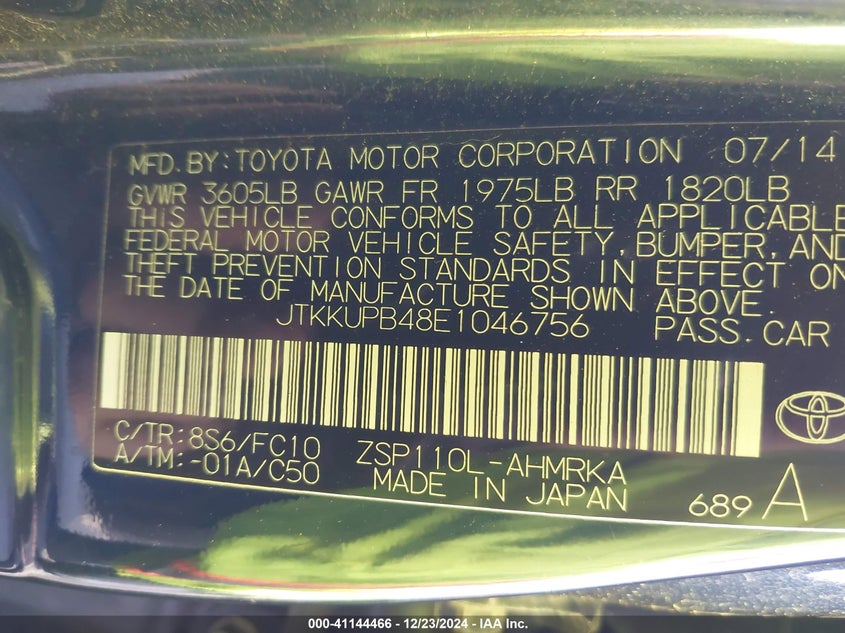 MFD.BY:TOYOTA MOTOR CORPORATION 07/14
GVWR 3605LB GAWR FR 1975LB RR 1820LB
THIS VEHICLE CONFORMS TO ALL APPLICABLE
FEDERAL MOTOR VEHICLE SAFETY,BUMPER,AND
THEFT PREVENTION STANDARDS IN EFFECT ON
THE DATE OF MANUFACTURE SHOWN ABOVE.
JTKKUPB48E1046756 PASS.CAR
C/TR:8S6/FC10 ZSP110L-AHMRKA
A/TM:-01A/C50 MADE IN JAPAN 689 A
000-41144466 - 12/23/2024 - IAA Inc.